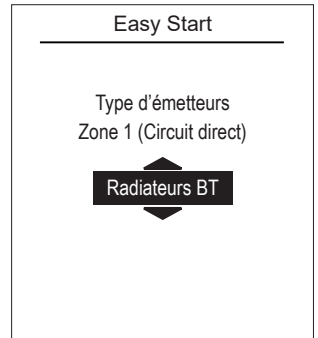 Easy Start
Type d'émetteurs
Zone 1 (Circuit direct)
Radiateurs BT